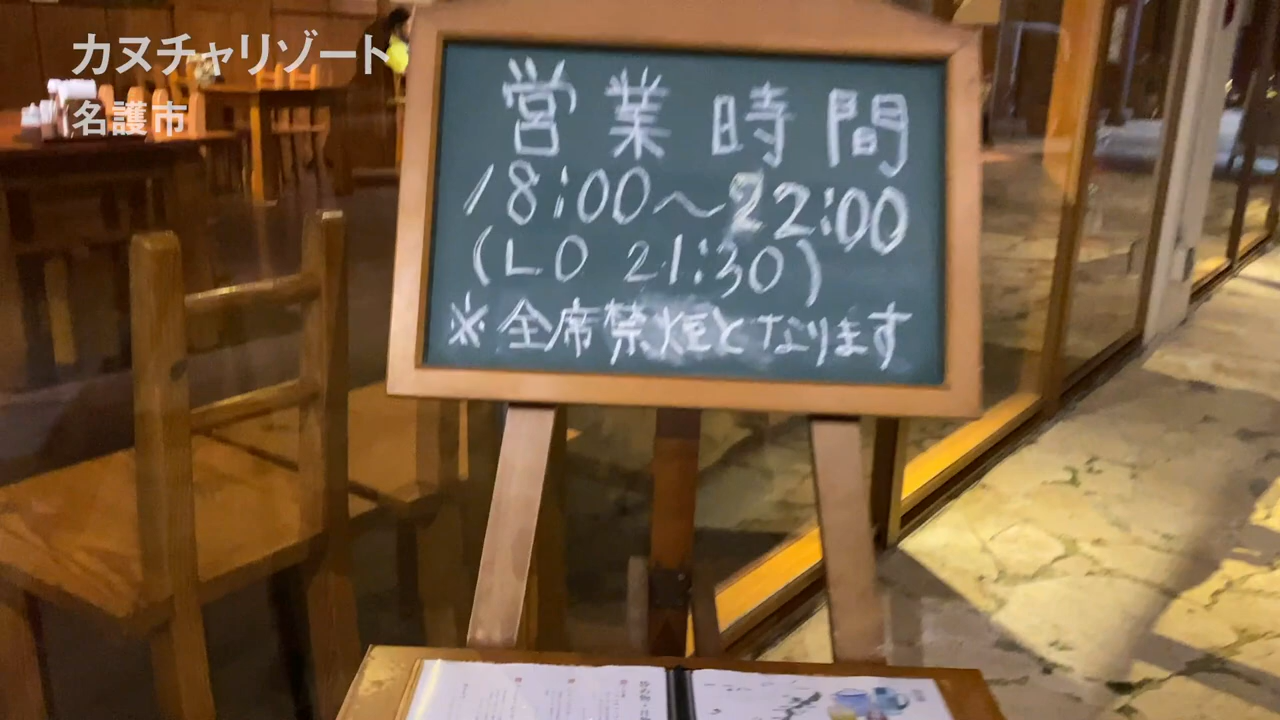 カヌチャリゾート
名護市
営業時間
18:00～22:00
(LO 21:30)
※全席禁煙となります